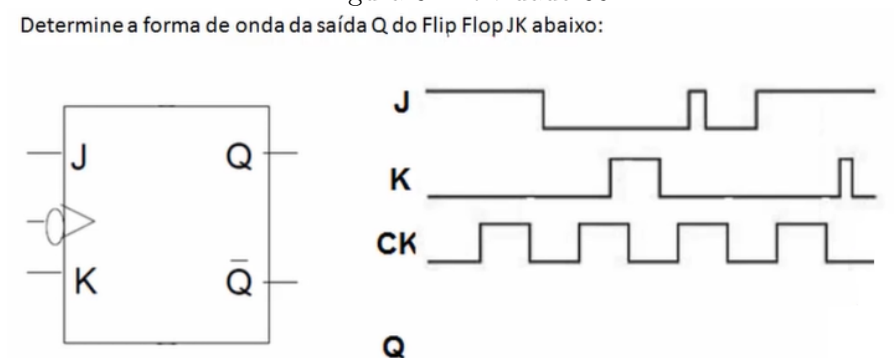 Determine a forma de onda da saída Q do Flip Flop JK abaixo:
J
J Q
K
CK
K Q̅
Q